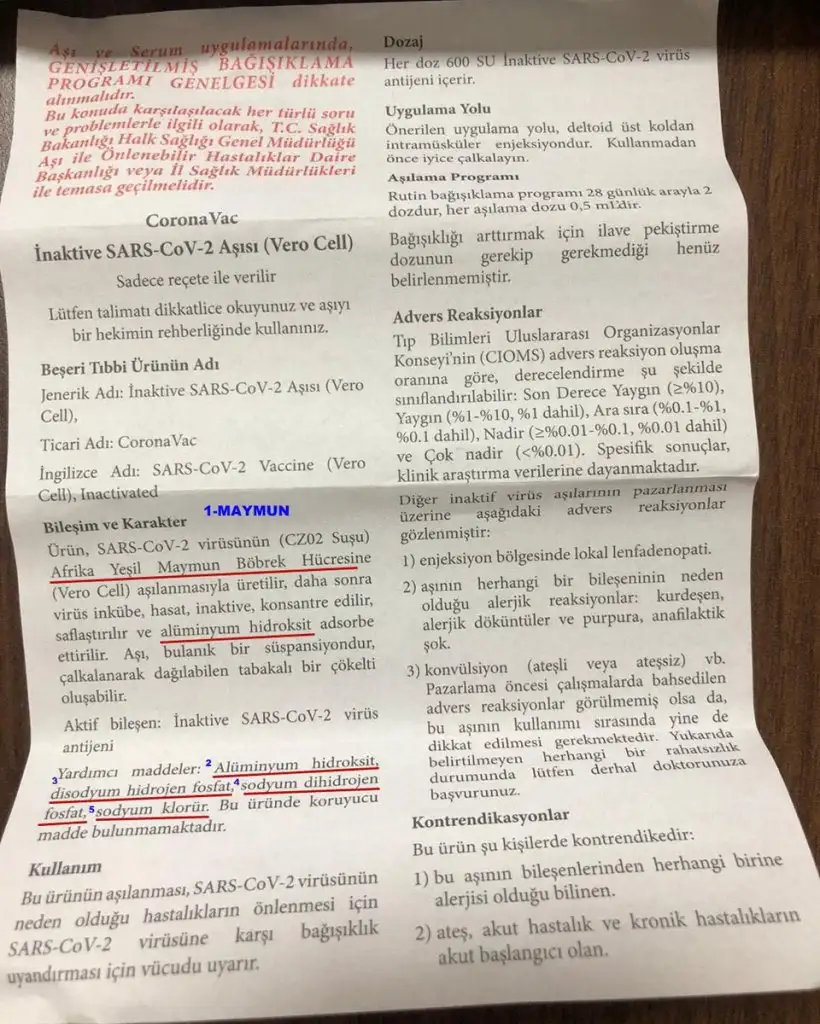 Aşı ve Serum uygulamalarında,
GENİŞLETİLMİŞ BAĞIŞIKLAMA
PROGRAMI GENELGESİ dikkate
alınmalıdır.
Bu konuda karşılaşılacak her türlü soru
ve problemlerle ilgili olarak, T.C. Sağlık
Bakanlığı Halk Sağlığı Genel Müdürlüğü
Aşı ile Önlenebilir Hastalıklar Daire
Başkanlığı veya İl Sağlık Müdürlükleri
ile temasa geçilmelidir.
CoronaVac
İnaktive SARS-CoV-2 Aşısı (Vero Cell)
Sadece reçete ile verilir
Lütfen talimatı dikkatlice okuyunuz ve aşıyı
bir hekimin rehberliğinde kullanınız.
Beşeri Tıbbi Ürünün Adı
Jenerik Adı: İnaktive SARS-CoV-2 Aşısı (Vero
Cell),
Ticari Adı: CoronaVac
İngilizce Adı: SARS-CoV-2 Vaccine (Vero
Cell), Inactivated
1-MAYMUN
Bileşim ve Karakter
Ürün, SARS-CoV-2 virüsünün (CZ02 Suşu)
Afrika Yeşil Maymun Böbrek Hücresine
(Vero Cell) aşılanmasıyla üretilir, daha sonra
virüs inkübe, hasat, inaktive, konsantre edilir,
saflaştırılır ve alüminyum hidroksit adsorbe
ettirilir. Aşı, bulanık bir süspansiyondur,
çalkalanarak dağılabilen tabakalı bir çökelti
oluşabilir.
Aktif bileşen: İnaktive SARS-CoV-2 virüs
antijeni
Yardımcı maddeler: 2 Alüminyum hidroksit,
3 disodyum hidrojen fosfat, 4 sodyum dihidrojen
fosfat, 5 sodyum klorür. Bu üründe koruyucu
madde bulunmamaktadır.
Kullanım
Bu ürünün aşılanması, SARS-CoV-2 virüsünün
neden olduğu hastalıkların önlenmesi için
SARS-CoV-2 virüsüne karşı bağışıklık
uyandırması için vücudu uyarır.
Dozaj
Her doz 600 SU İnaktive SARS-CoV-2 virüs
antijeni içerir.
Uygulama Yolu
Önerilen uygulama yolu, deltoid üst koldan
intramüsküler enjeksiyondur. Kullanmadan
önce iyice çalkalayın.
Aşılama Programı
Rutin bağışıklama programı 28 günlük arayla 2
dozdur, her aşılama dozu 0,5 mL'dir.
Bağışıklığı arttırmak için ilave pekiştirme
dozunun gerekip gerekmediği henüz
belirlenmemiştir.
Advers Reaksiyonlar
Tıp Bilimleri Uluslararası Organizasyonlar
Konseyi'nin (CIOMS) advers reaksiyon oluşma
oranına göre, derecelendirme şu şekilde
sınıflandırılabilir: Son Derece Yaygın (≥%10),
Yaygın (%1-%10, %1 dahil), Ara sıra (%0.1-%1,
%0.1 dahil), Nadir (≥%0.01-%0.1, %0.01 dahil)
ve Çok nadir (<%0.01). Spesifik sonuçlar,
klinik araştırma verilerine dayanmaktadır.
Diğer inaktif virüs aşılarının pazarlanması
üzerine aşağıdaki advers reaksiyonlar
gözlenmiştir:
1) enjeksiyon bölgesinde lokal lenfadenopati.
2) aşının herhangi bir bileşeninin neden
olduğu alerjik reaksiyonlar: kurdeşen,
alerjik döküntüler ve purpura, anafilaktik
şok.
3) konvülsiyon (ateşli veya ateşsiz) vb.
Pazarlama öncesi çalışmalarda bahsedilen
advers reaksiyonlar görülmemiş olsa da,
bu aşının kullanımı sırasında yine de
dikkat edilmesi gerekmektedir. Yukarıda
belirtilmeyen herhangi bir rahatsızlık
durumunda lütfen derhal doktorunuza
başvurunuz.
Kontrendikasyonlar
Bu ürün şu kişilerde kontrendikedir:
1) bu aşının bileşenlerinden herhangi birine
alerjisi olduğu bilinen.
2) ateş, akut hastalık ve kronik hastalıkların
akut başlangıcı olan.